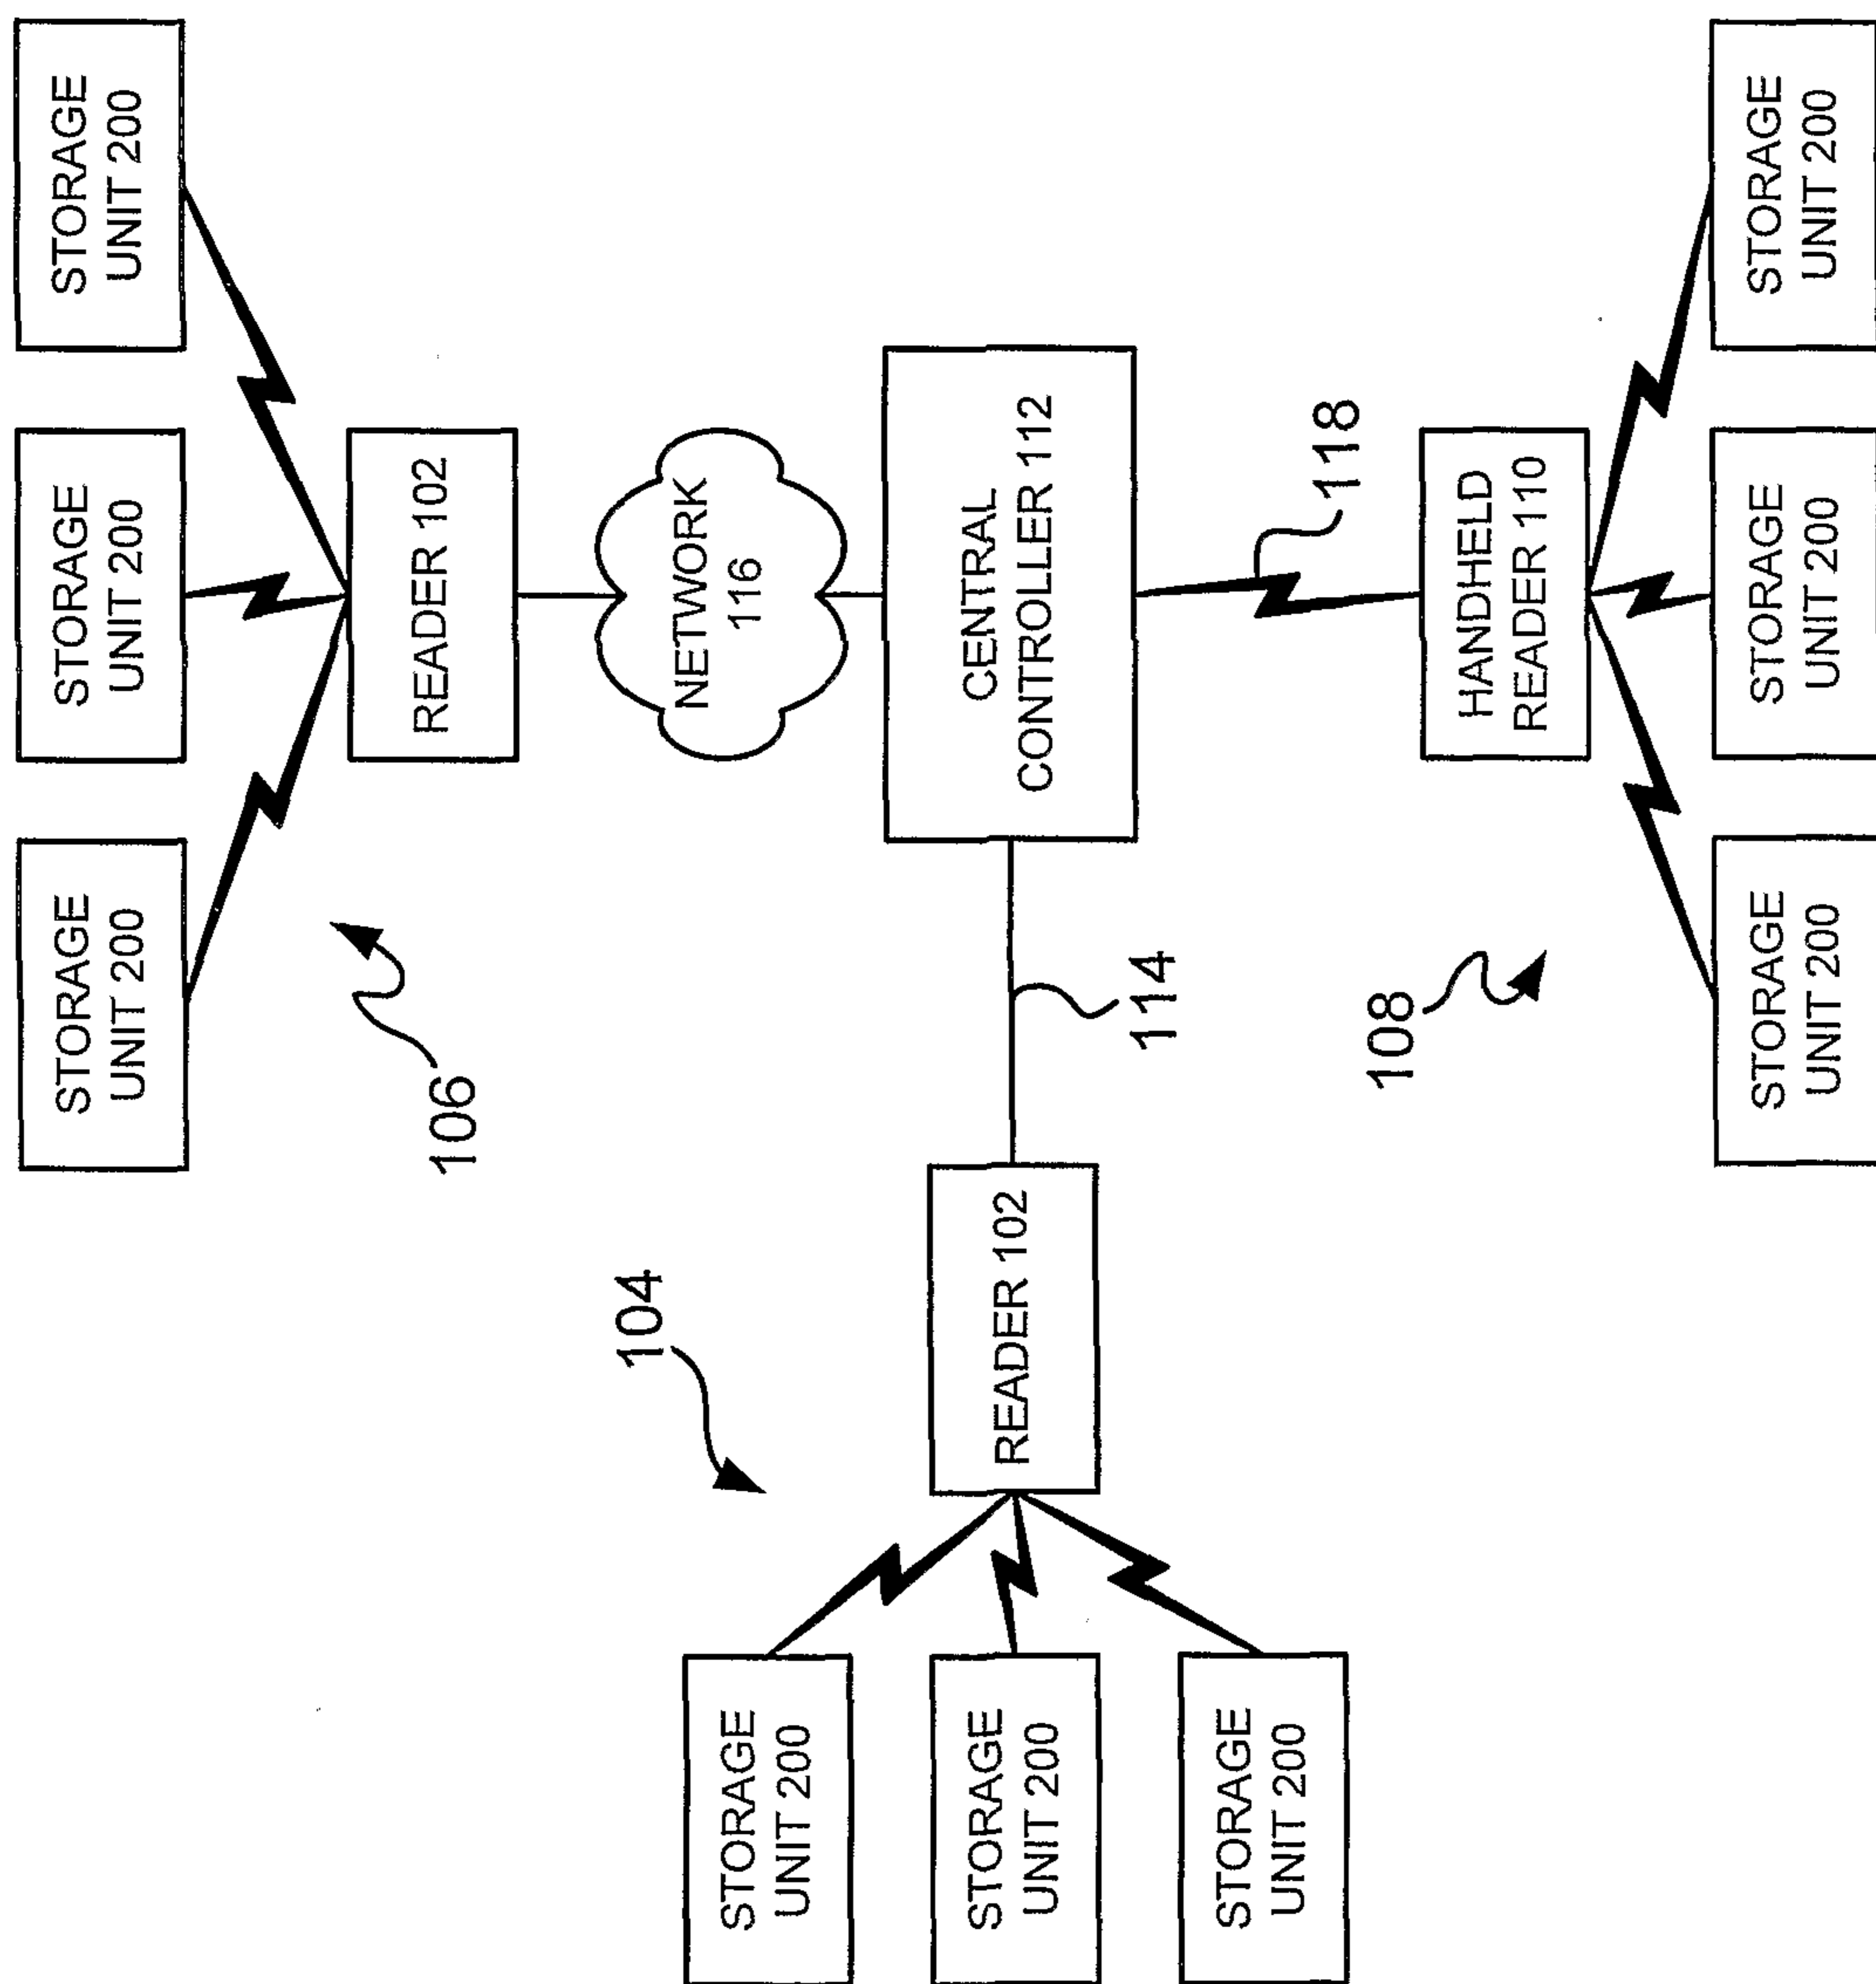 STORAGE
UNIT 200
STORAGE
UNIT 200
STORAGE
UNIT 200
106
READER 102
104
NETWORK
116
STORAGE
UNIT 200
STORAGE
UNIT 200
READER 102
CENTRAL
CONTROLLER 112
114
STORAGE
UNIT 200
118
108
HANDHELD
READER 110
STORAGE
UNIT 200
STORAGE
UNIT 200
STORAGE
UNIT 200